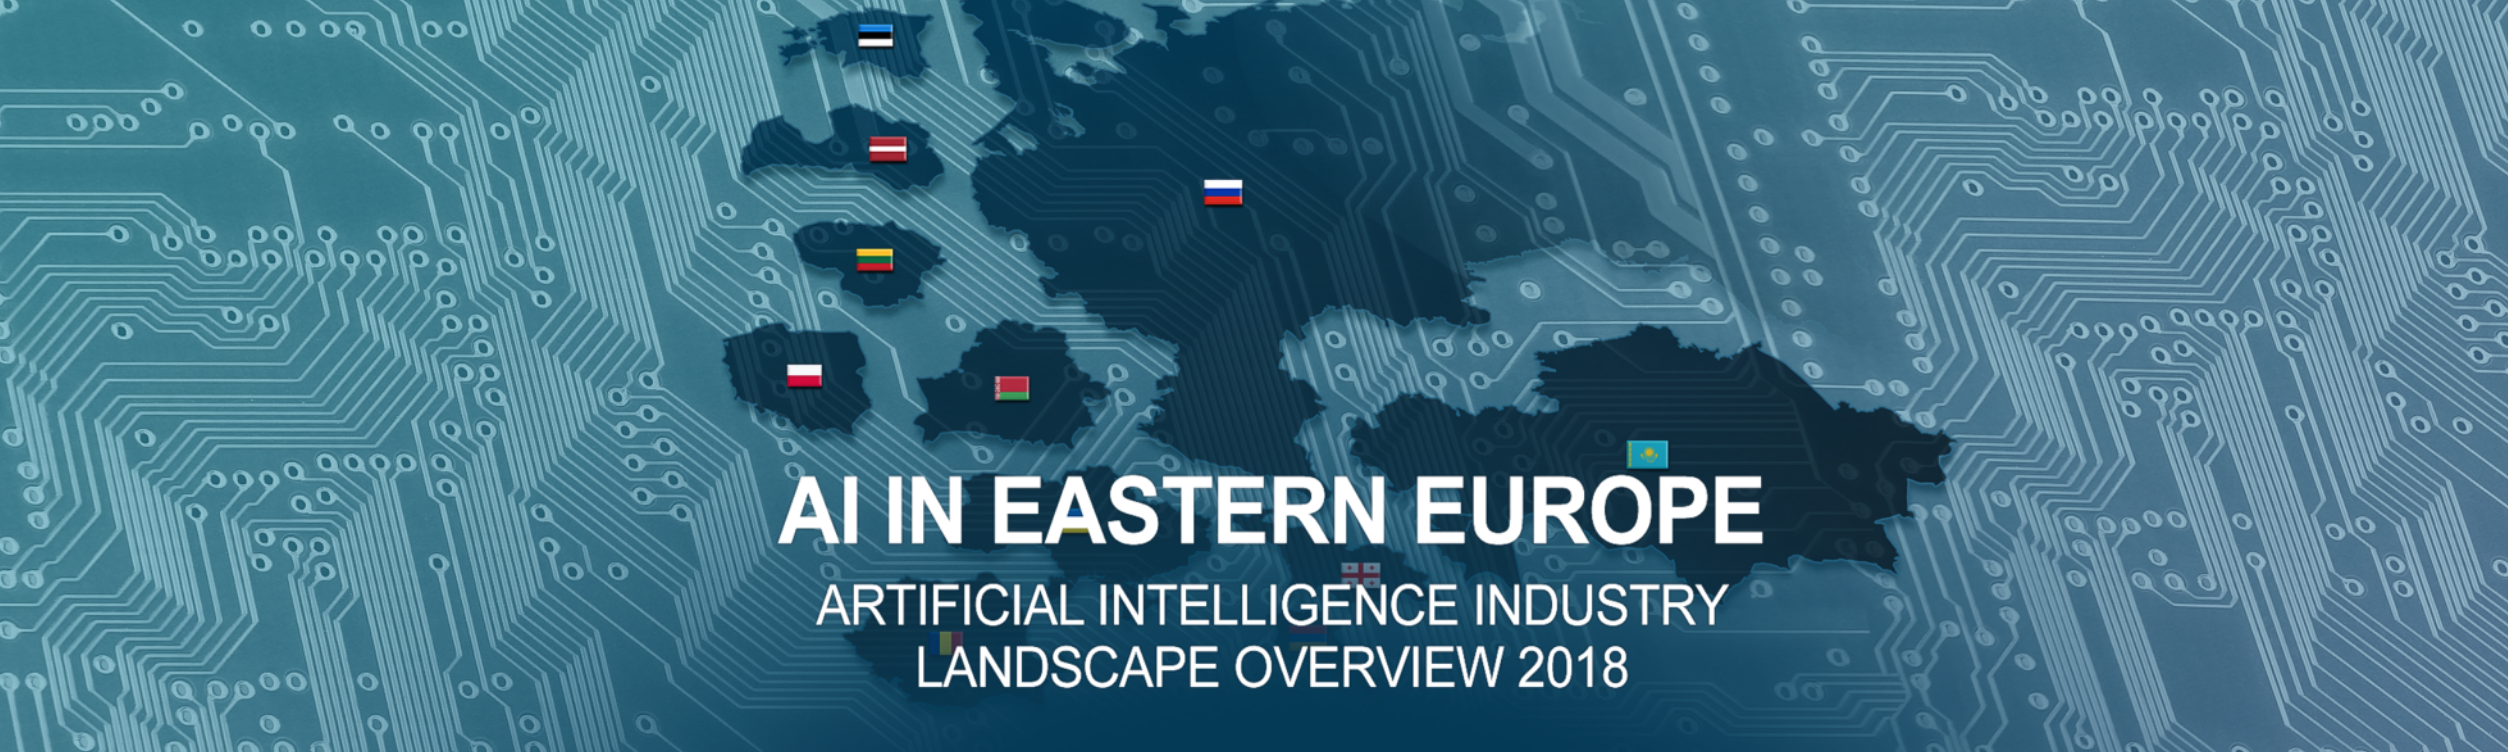 AI IN EASTERN EUROPE
ARTIFICIAL INTELLIGENCE INDUSTRY
LANDSCAPE OVERVIEW 2018